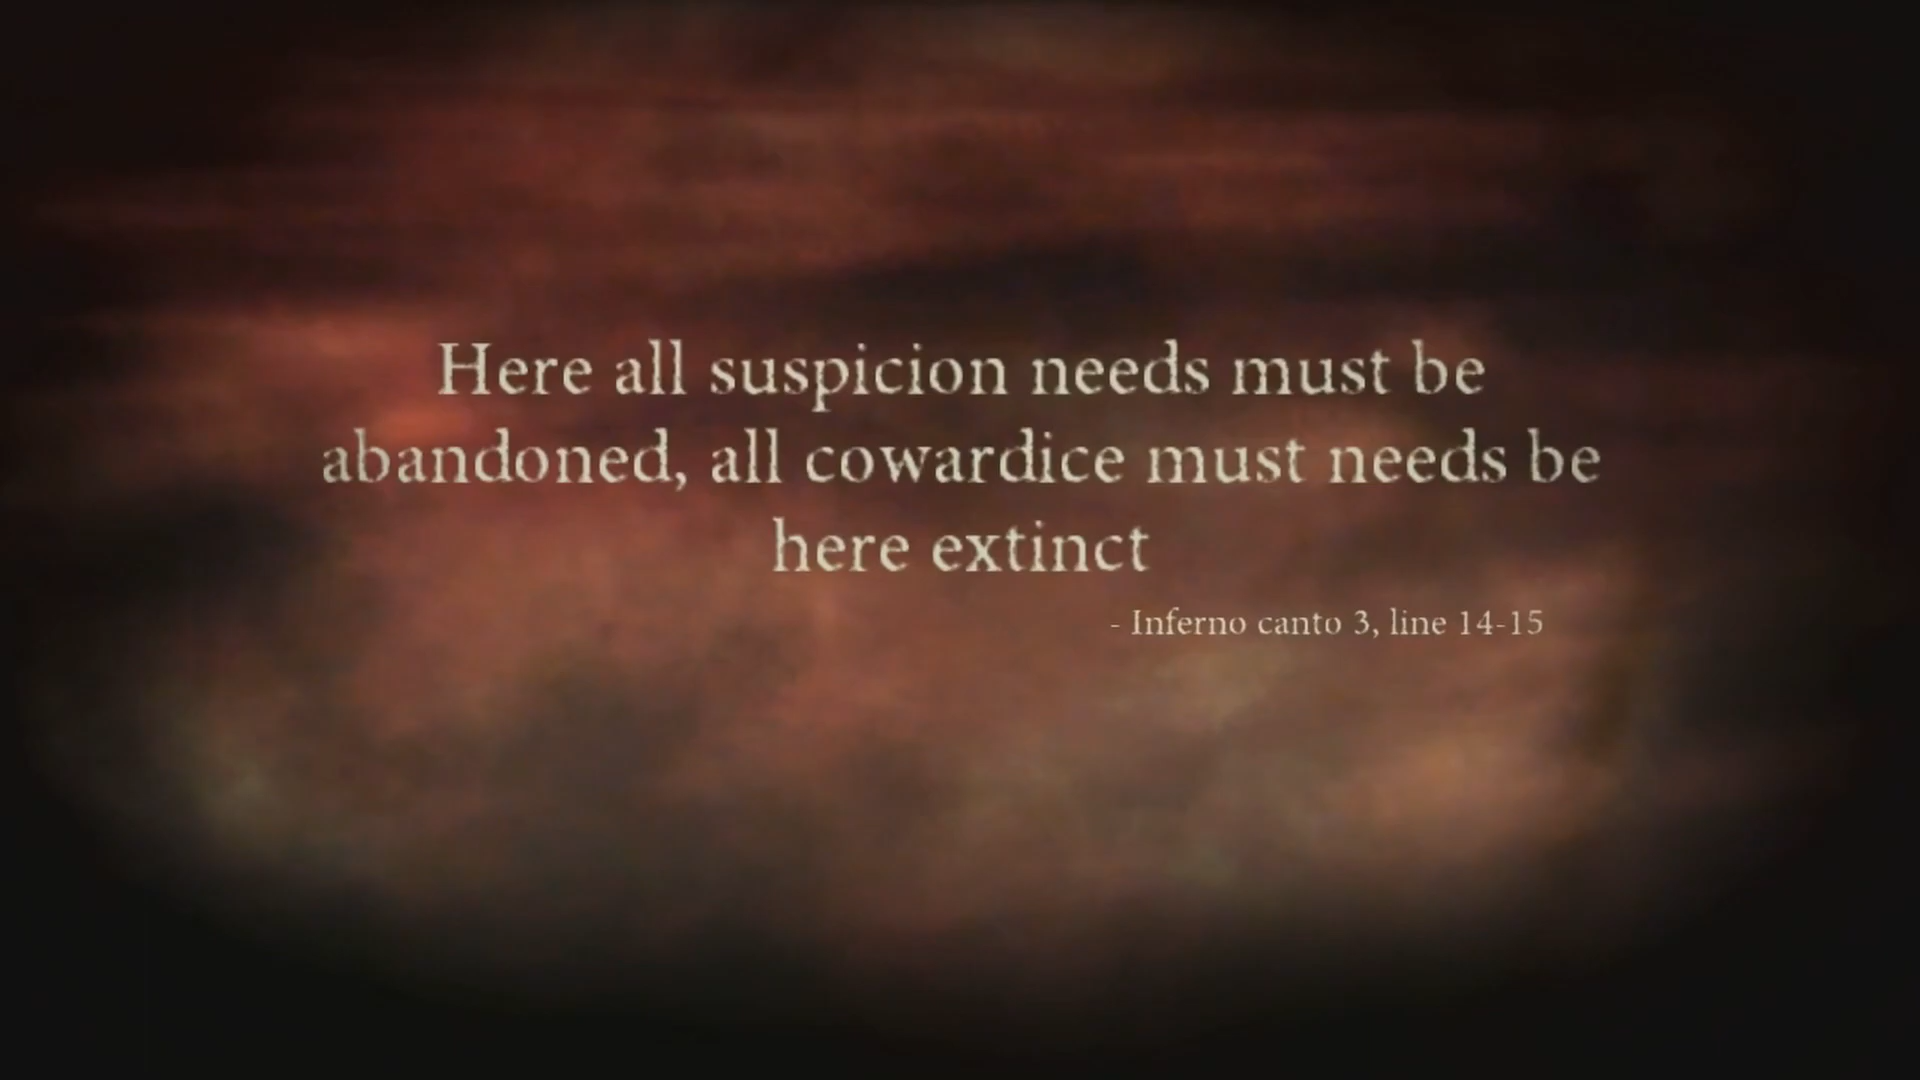 Here all suspicion needs must be
abandoned, all cowardice must needs be
here extinct
- Inferno canto 3, line 14-15